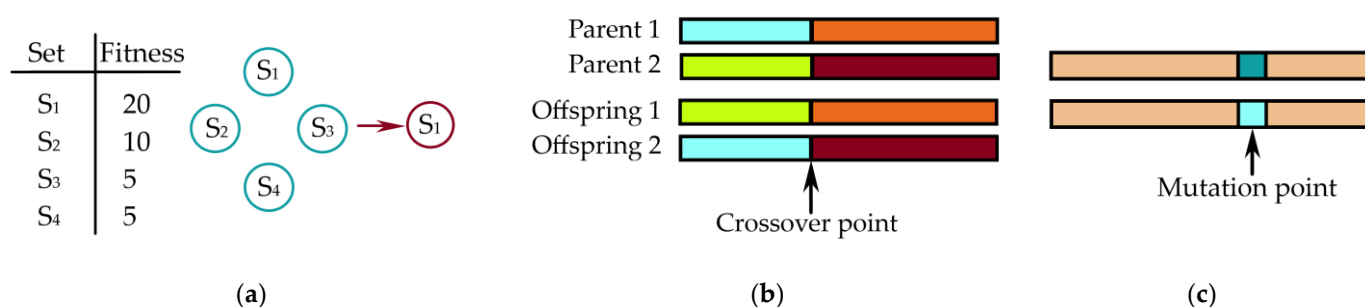 Set Fitness
S1 20
S2 10
S3 5
S4 5
S1
S2 S3 S1
S4
(a)
Parent 1
Parent 2
Offspring 1
Offspring 2
Crossover point
(b)
Mutation point
(c)